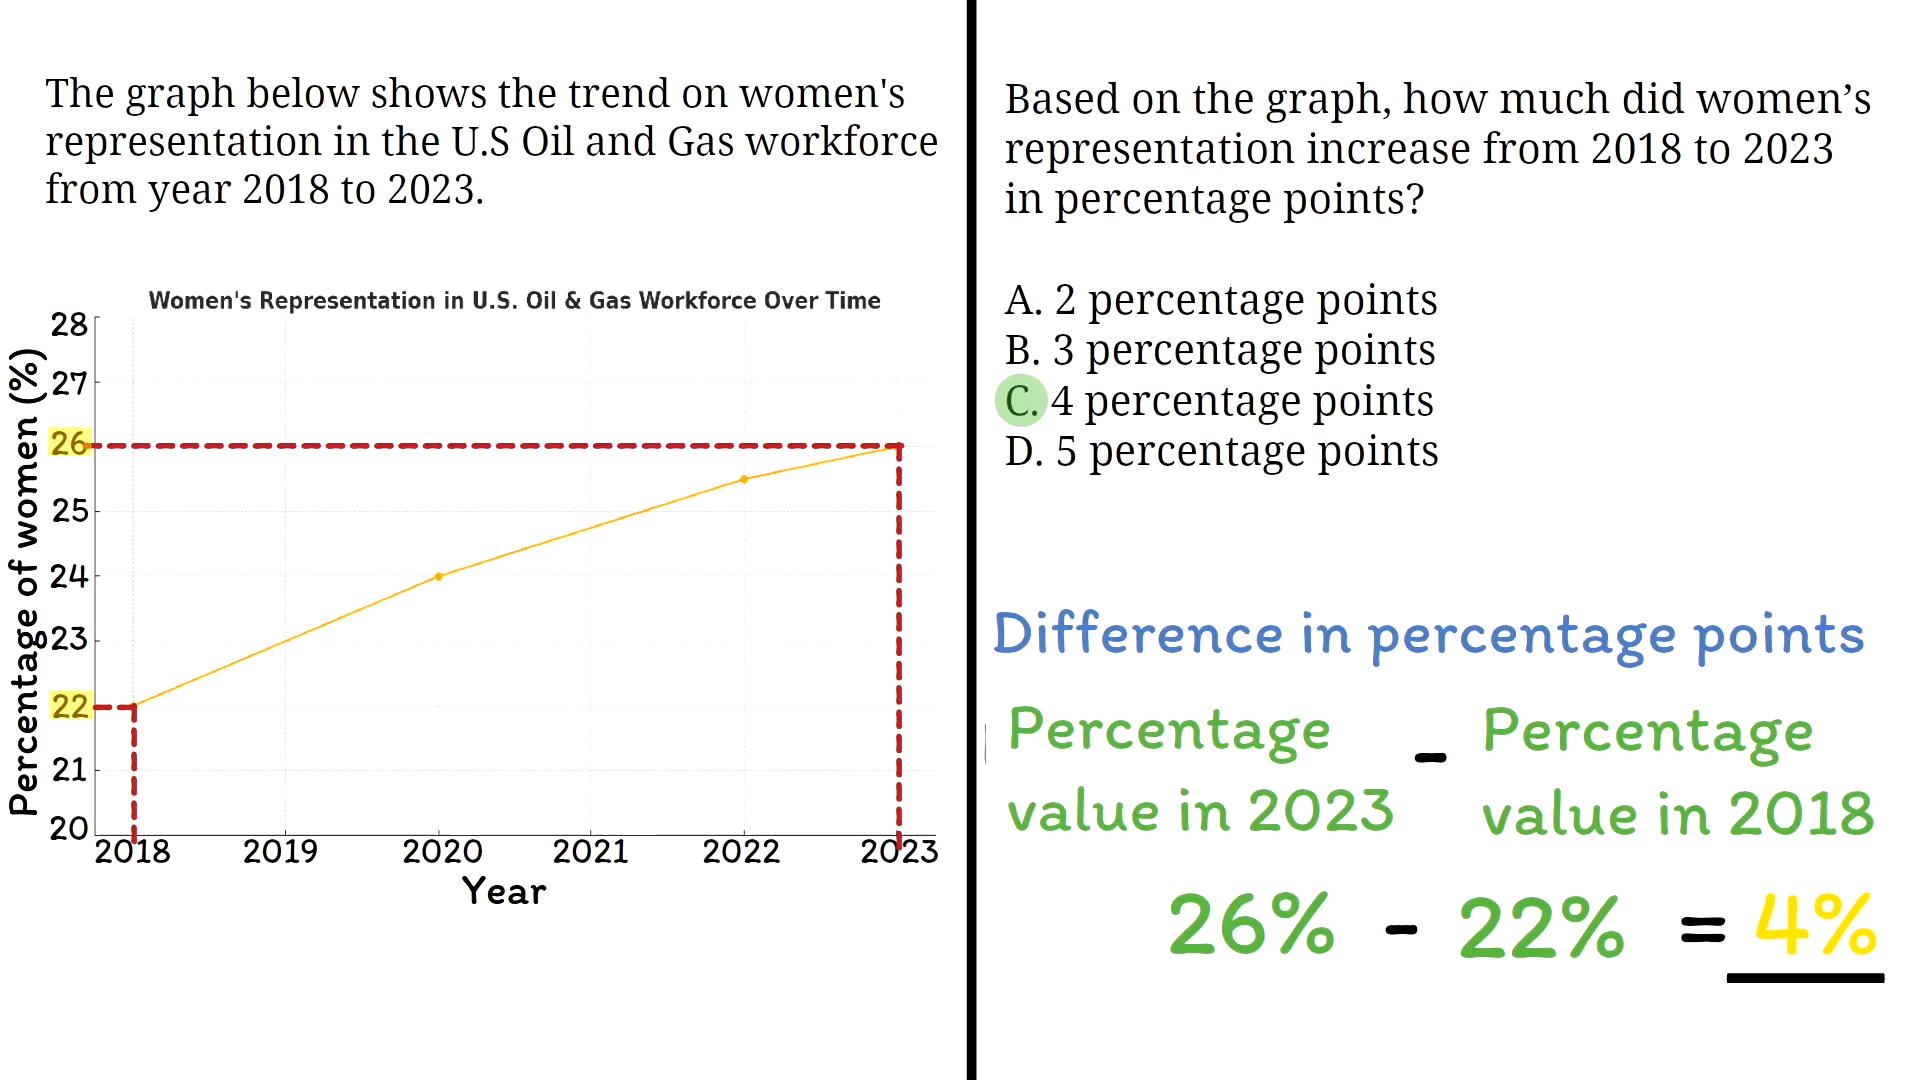 The graph below shows the trend on women's
representation in the U.S Oil and Gas workforce
from year 2018 to 2023.
Women's Representation in U.S. Oil & Gas Workforce Over Time
Percentage of women (%)
28
27
26
25
24
23
22
21
20
2018 2019 2020 2021 2022 2023
Year
Based on the graph, how much did women’s
representation increase from 2018 to 2023
in percentage points?
A. 2 percentage points
B. 3 percentage points
C. 4 percentage points
D. 5 percentage points
Difference in percentage points
Percentage - Percentage
value in 2023 value in 2018
26% - 22% = 4%